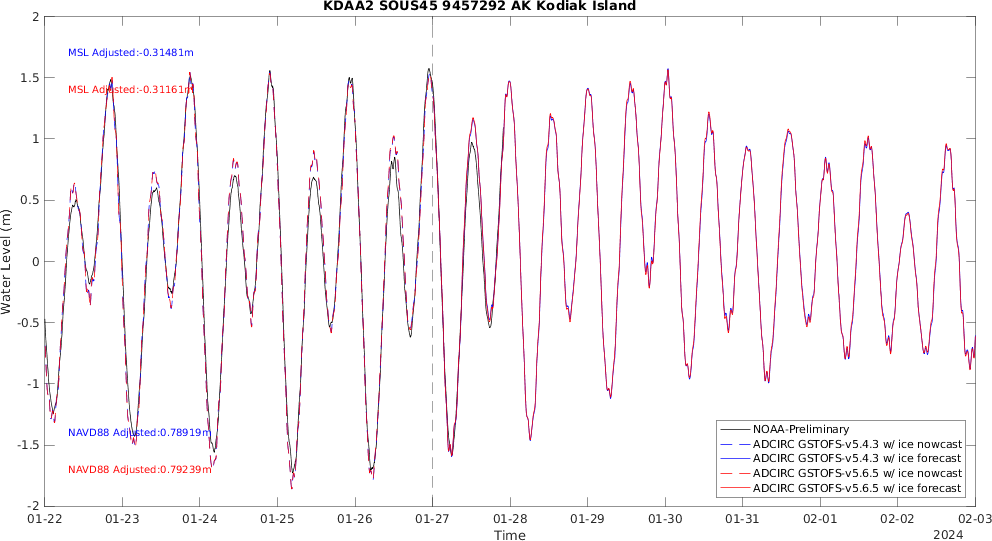 KDAA2 SOUS45 9457292 AK Kodiak Island
2
1.5
1
0.5
0
-0.5
-1
-1.5
-2
Water Level (m)
MSL Adjusted:-0.31481m
MSL Adjusted:-0.31161m
NAVD88 Adjusted:0.78919m
NAVD88 Adjusted:0.79239m
NOAA-Preliminary
ADCIRC GSTOFS-v5.4.3 w/ ice nowcast
ADCIRC GSTOFS-v5.4.3 w/ ice forecast
ADCIRC GSTOFS-v5.6.5 w/ ice nowcast
ADCIRC GSTOFS-v5.6.5 w/ ice forecast
01-22 01-23 01-24 01-25 01-26 01-27 01-28 01-29 01-30 01-31 02-01 02-02 02-03
Time
2024